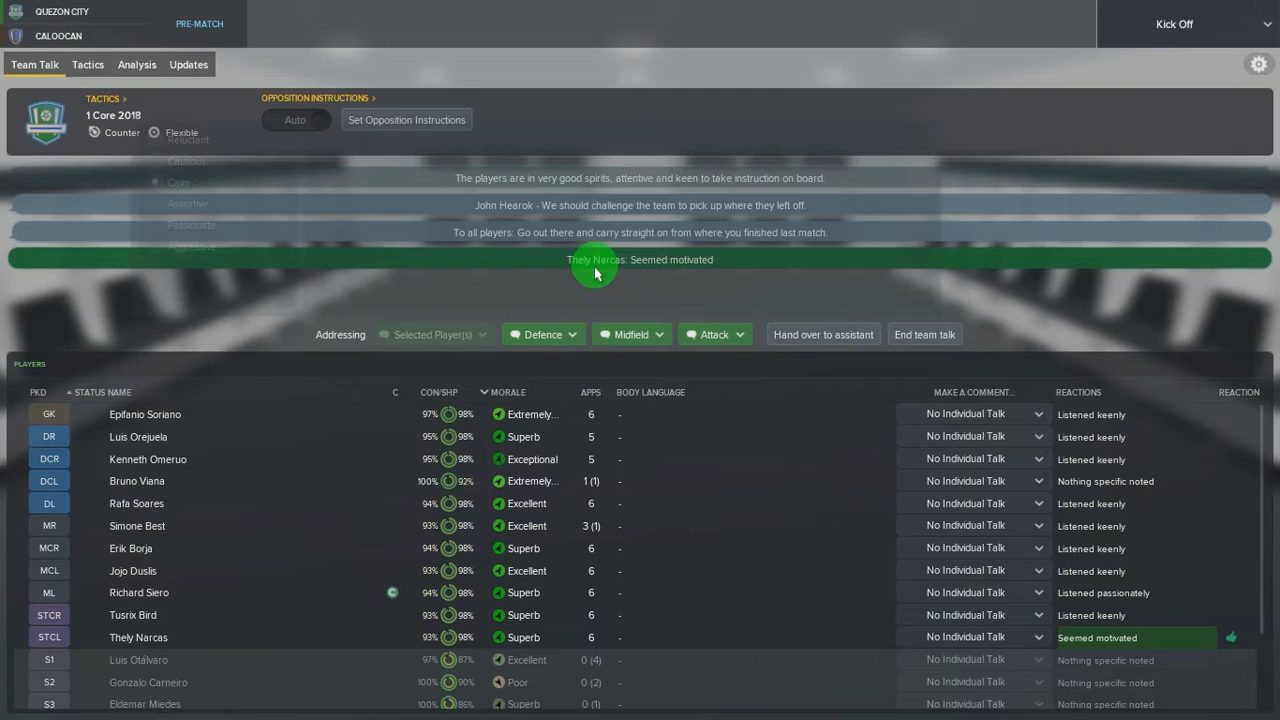 QUEZON CITY
CALOOCAN
PRE-MATCH
Kick Off
Team Talk Tactics Analysis Updates
TACTICS >
1 Core 2018
Counter Flexible
OPPOSITION INSTRUCTIONS >
Auto Set Opposition Instructions
Reluctant
Cautious
Calm
Assertive
Passionate
Aggressive
The players are in very good spirits, attentive and keen to take instruction on board.
John Hearok - We should challenge the team to pick up where they left off.
To all players: Go out there and carry straight on from where you finished last match.
Thely Narcas: Seemed motivated
Addressing Selected Player(s) Defence Midfield Attack Hand over to assistant End team talk
PLAYERS
PKD STATUS NAME C CON/SHP MORALE APPS BODY LANGUAGE MAKE A COMMENT... REACTIONS REACTION
GK Epifanio Soriano 97% 98% Extremely... 6 - No Individual Talk Listened keenly
DR Luis Orejuela 95% 98% Superb 5 - No Individual Talk Listened keenly
DCR Kenneth Omeruo 95% 98% Exceptional 5 - No Individual Talk Listened keenly
DCL Bruno Viana 100% 92% Extremely... 1 (1) - No Individual Talk Nothing specific noted
DL Rafa Soares 94% 98% Excellent 6 - No Individual Talk Listened keenly
MR Simone Best 93% 98% Excellent 3 (1) - No Individual Talk Listened keenly
MCR Erik Borja 94% 98% Superb 6 - No Individual Talk Listened keenly
MCL Jojo Duslis 93% 98% Excellent 6 - No Individual Talk Listened keenly
ML Richard Siero C 94% 98% Superb 6 - No Individual Talk Listened passionately
STCR Tusrix Bird 93% 98% Superb 6 - No Individual Talk Listened keenly
STCL Thely Narcas 93% 98% Superb 6 - No Individual Talk Seemed motivated
S1 Luis Otálvaro 97% 87% Excellent 0 (4) - No Individual Talk Nothing specific noted
S2 Gonzalo Carneiro 100% 90% Poor 0 (2) - No Individual Talk Nothing specific noted
S3 Eldemar Miedes 100% 86% Superb 0 (1) - No Individual Talk Nothing specific noted